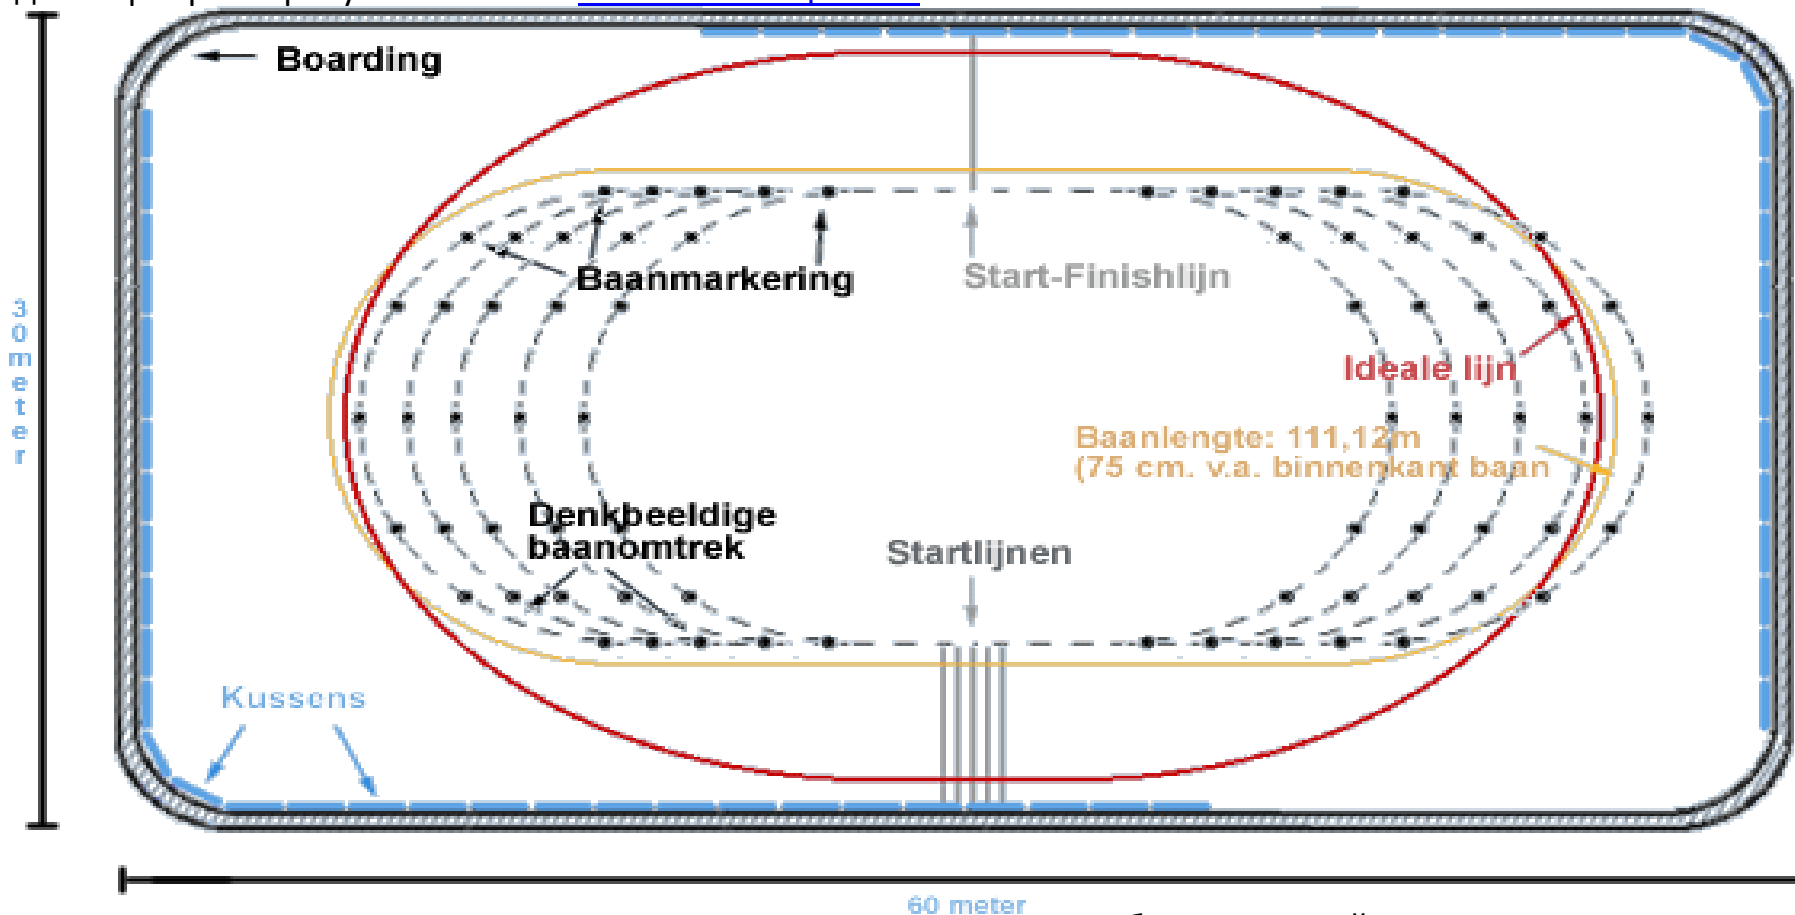 Boarding
Baanmarkering
Start-Finishlijn
30meter
Ideale lijn
Baanlengte: 111,12m
(75 cm. v.a. binnenkant baan
Denkbeeldige
baanomtrek
Startlijnen
Kussens
60 meter